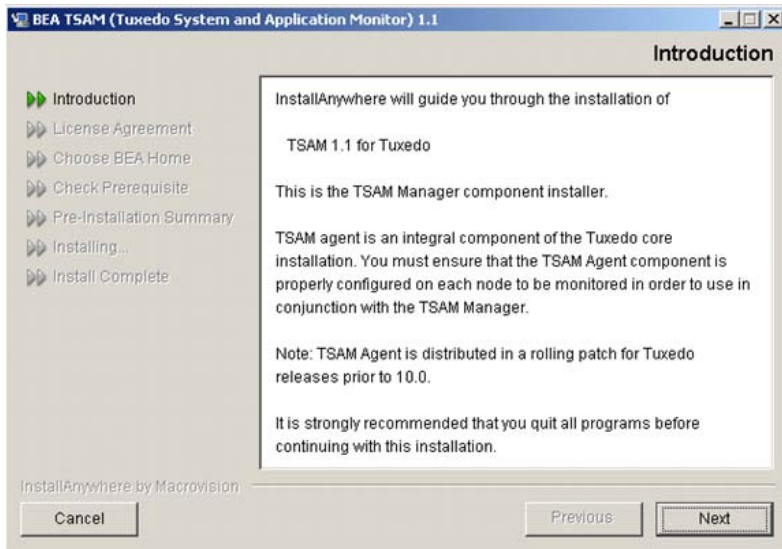 BEA TSAM (Tuxedo System and Application Monitor) 1.1
Introduction
Introduction
License Agreement
Choose BEA Home
Check Prerequisite
Pre-Installation Summary
Installing...
Install Complete
InstallAnywhere will guide you through the installation of
TSAM 1.1 for Tuxedo
This is the TSAM Manager component installer.
TSAM agent is an integral component of the Tuxedo core
installation. You must ensure that the TSAM Agent component is
properly configured on each node to be monitored in order to use in
conjunction with the TSAM Manager.
Note: TSAM Agent is distributed in a rolling patch for Tuxedo
releases prior to 10.0.
It is strongly recommended that you quit all programs before
continuing with this installation.
InstallAnywhere by Macrovision
Cancel
Previous
Next